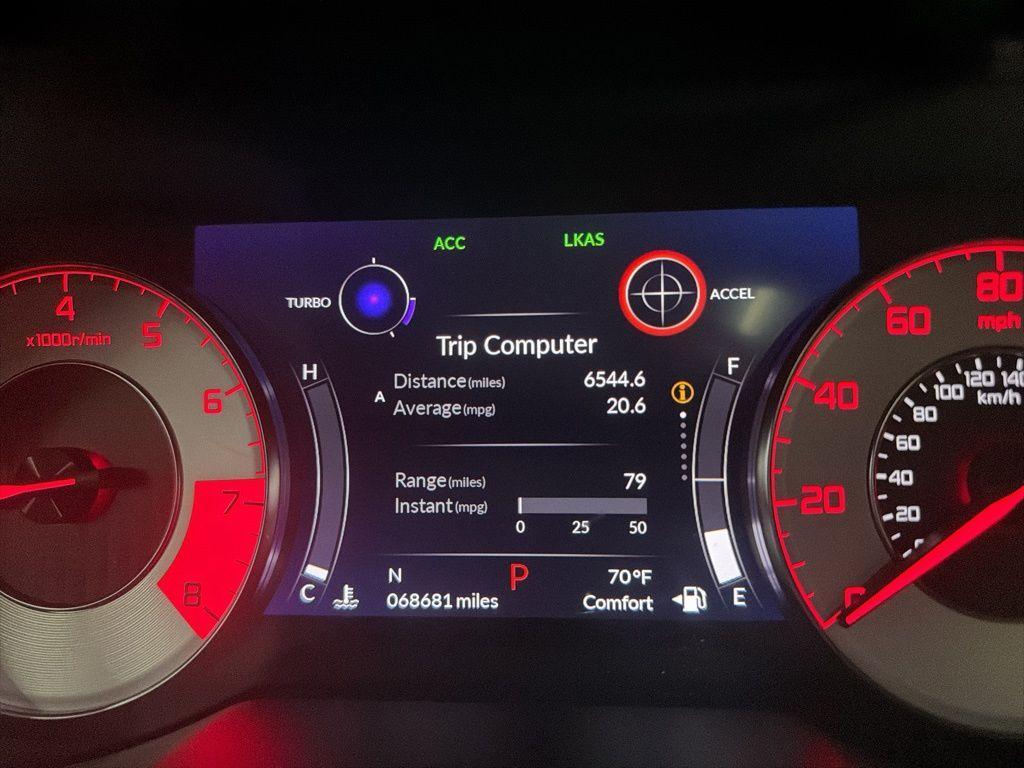 ACC LKAS
TURBO ACCEL
Trip Computer
A
Distance(miles) 6544.6
Average(mpg) 20.6
Range(miles) 79
Instant(mpg)
0 25 50
N P 70°F
068681 miles Comfort
H
C
F
E
4 5 6 7 8
x1000r/min
0 20 40 60 80
mph
20 40 60 80 100 120 140
km/h